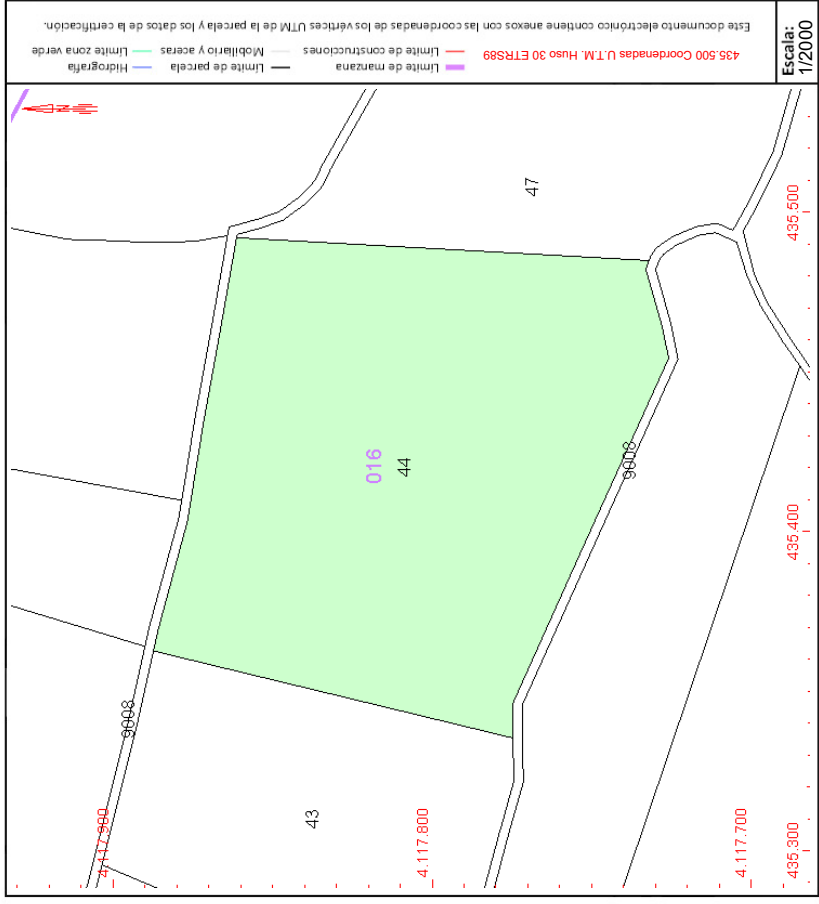 Este documento electrónico contiene anexos con las coordenadas de los vértices UTM de la parcela y los datos de la certificación.
435.500 Coordenadas U.T.M. Huso 30 ETRS89
Límite de manzana
Límite de parcela
Hidrografía
Límite de construcciones
Mobiliario y aceras
Límite zona verde
Escala:
1/2000
N
47
435.500
016
44
9008
435.400
9008
43
4.117.900
4.117.800
4.117.700
435.300